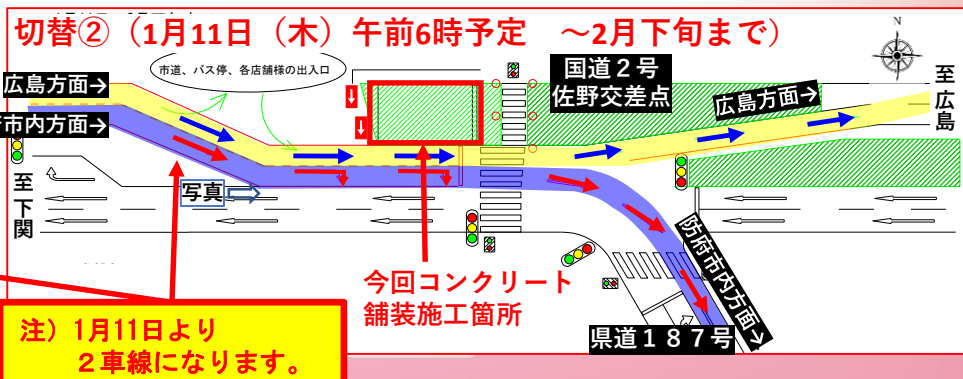 切替②（1月11日（木）午前6時予定　～2月下旬まで）
N
市道、バス停、各店舗様の出入口
国道２号
佐野交差点
広島方面→
市内方面→
広島方面→
至広島
至下関
写真
防府市内方面→
今回コンクリート
舗装施工箇所
県道１８７号
注）1月11日より
２車線になります。